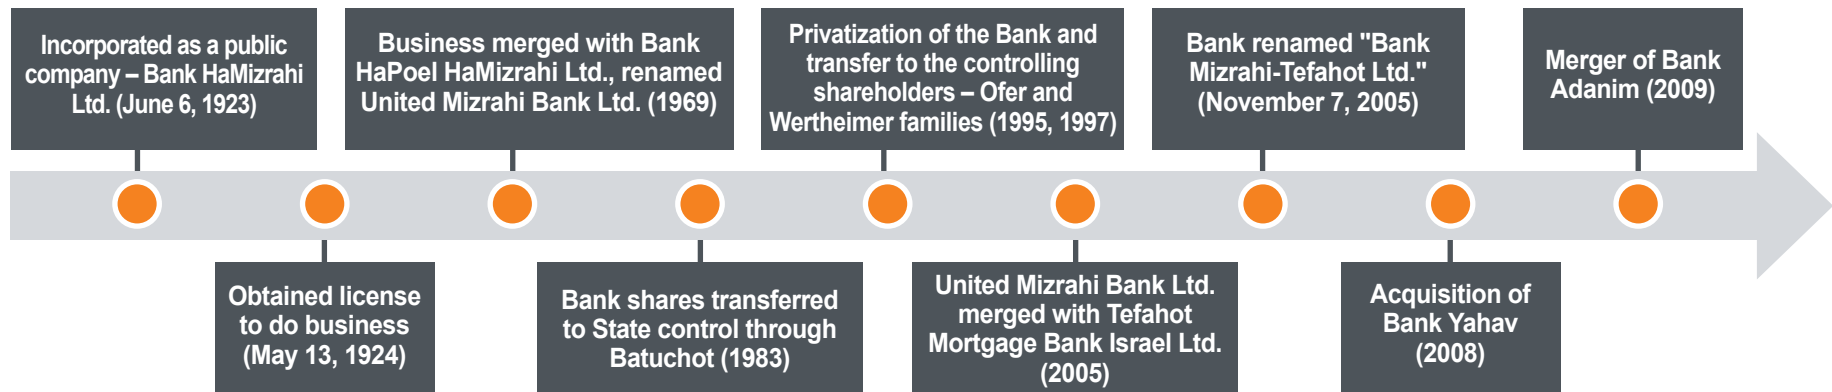 Incorporated as a public
company – Bank HaMizrahi
Ltd. (June 6, 1923)
Obtained license
to do business
(May 13, 1924)
Business merged with Bank
HaPoel HaMizrahi Ltd., renamed
United Mizrahi Bank Ltd. (1969)
Bank shares transferred
to State control through
Batuchot (1983)
Privatization of the Bank and
transfer to the controlling
shareholders – Ofer and
Wertheimer families (1995, 1997)
United Mizrahi Bank Ltd.
merged with Tefahot
Mortgage Bank Israel Ltd.
(2005)
Bank renamed "Bank
Mizrahi-Tefahot Ltd."
(November 7, 2005)
Acquisition of
Bank Yahav
(2008)
Merger of Bank
Adanim (2009)